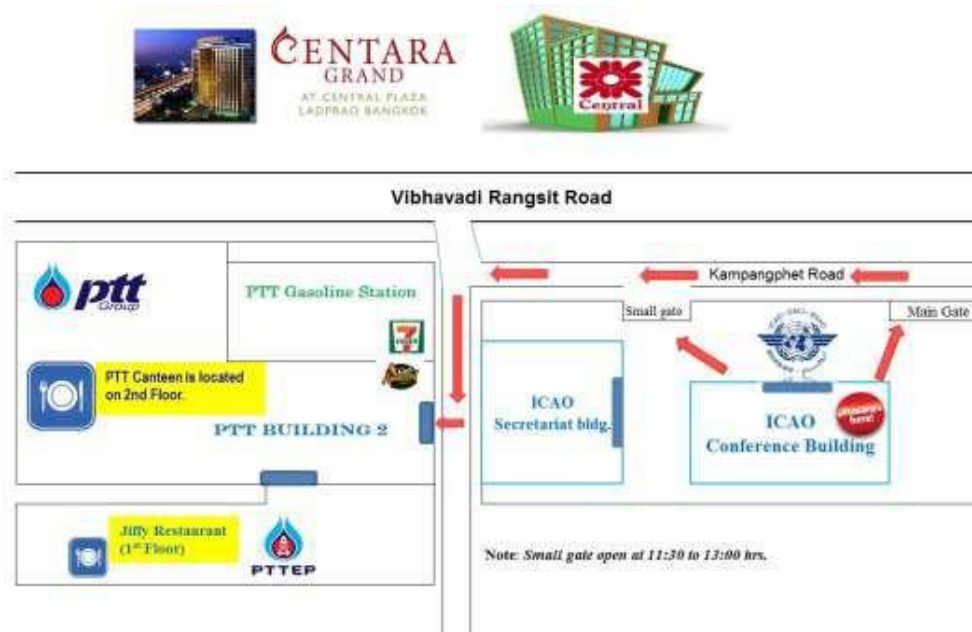 CENTARA
GRAND
AT CENTRAL PLAZA
LADPRAO BANGKOK
Central
Vibhavadi Rangsit Road
ptt
Group
PTT Gasoline Station
Kampangphet Road
Small gate
Main Gate
7
ELEVEN
PTT Canteen is located
on 2nd Floor.
PTT BUILDING 2
ICAO
Secretariat bldg.
ICAO
Conference Building
Jiffy Restaurant
(1st Floor)
PTTEP
Note: Small gate open at 11:30 to 13:00 hrs.